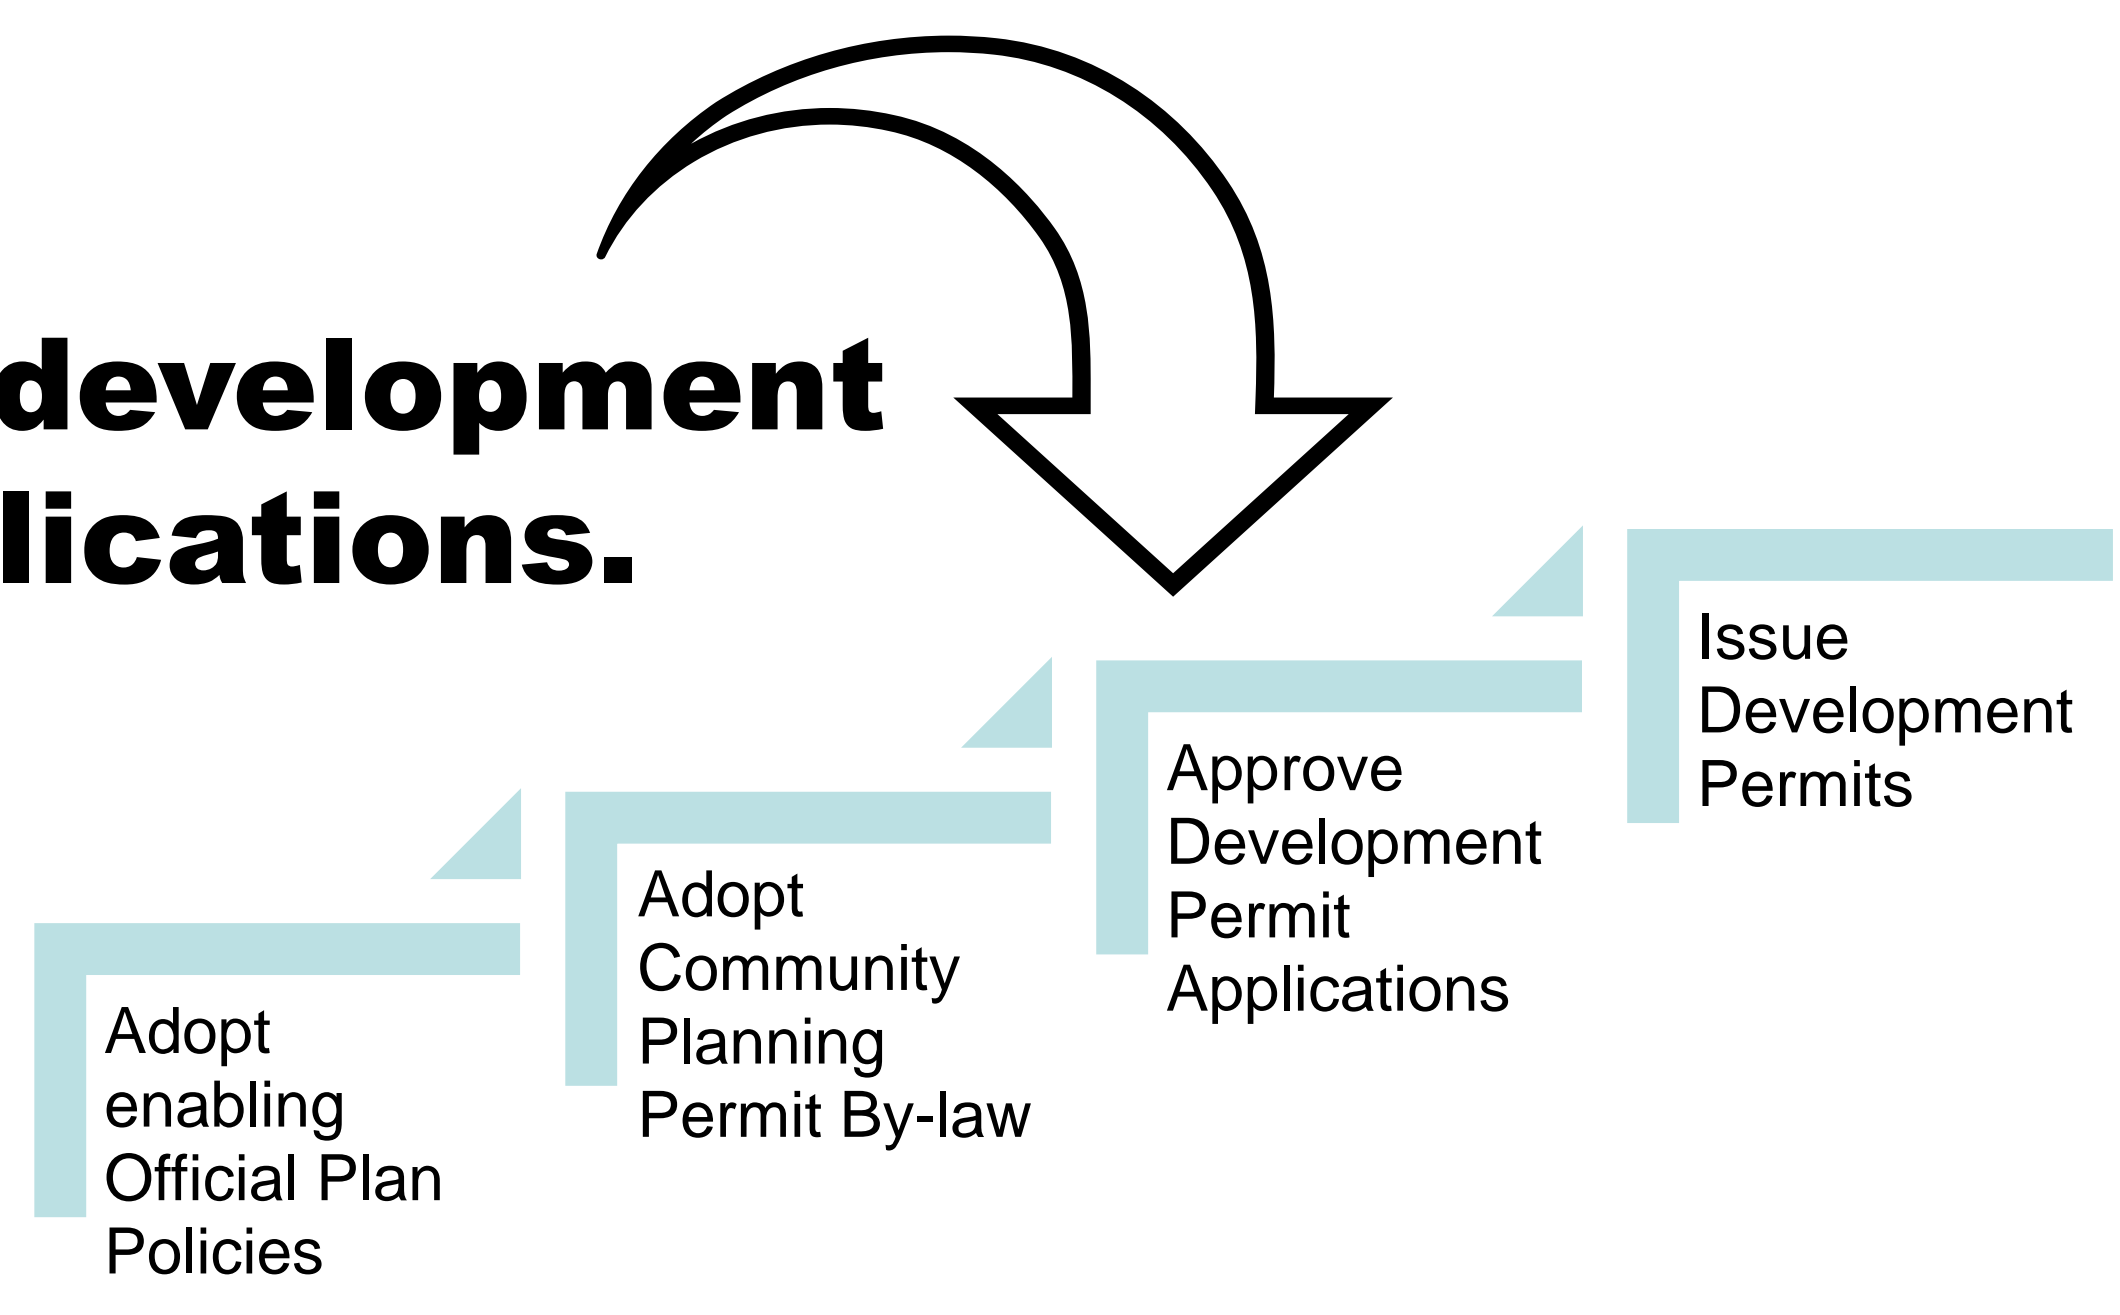 development
lications.
Adopt
enabling
Official Plan
Policies
Adopt
Community
Planning
Permit By-law
Approve
Development
Permit
Applications
Issue
Development
Permits